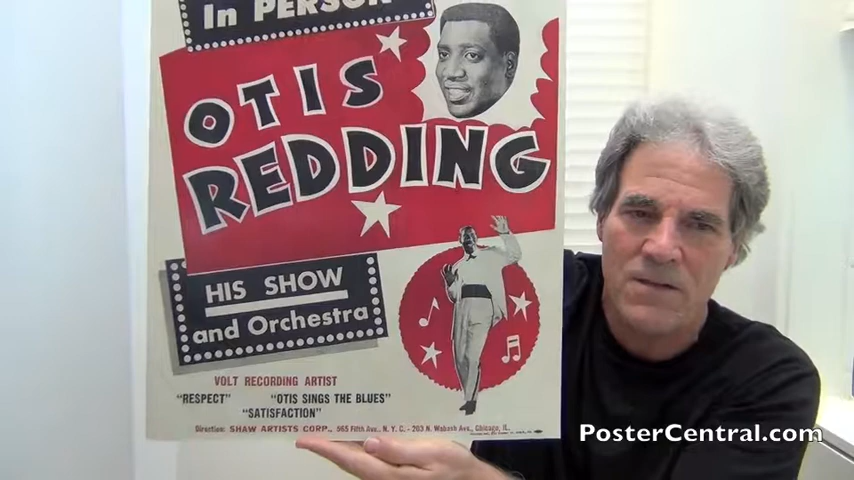 In PERSON
OTIS
REDDING
HIS SHOW
and Orchestra
VOLT RECORDING ARTIST
"RESPECT" "OTIS SINGS THE BLUES"
"SATISFACTION"
Direction: SHAW ARTISTS CORP., 565 Fifth Ave., N.Y.C. - 203 N. Wabash Ave., Chicago, IL.
PosterCentral.com